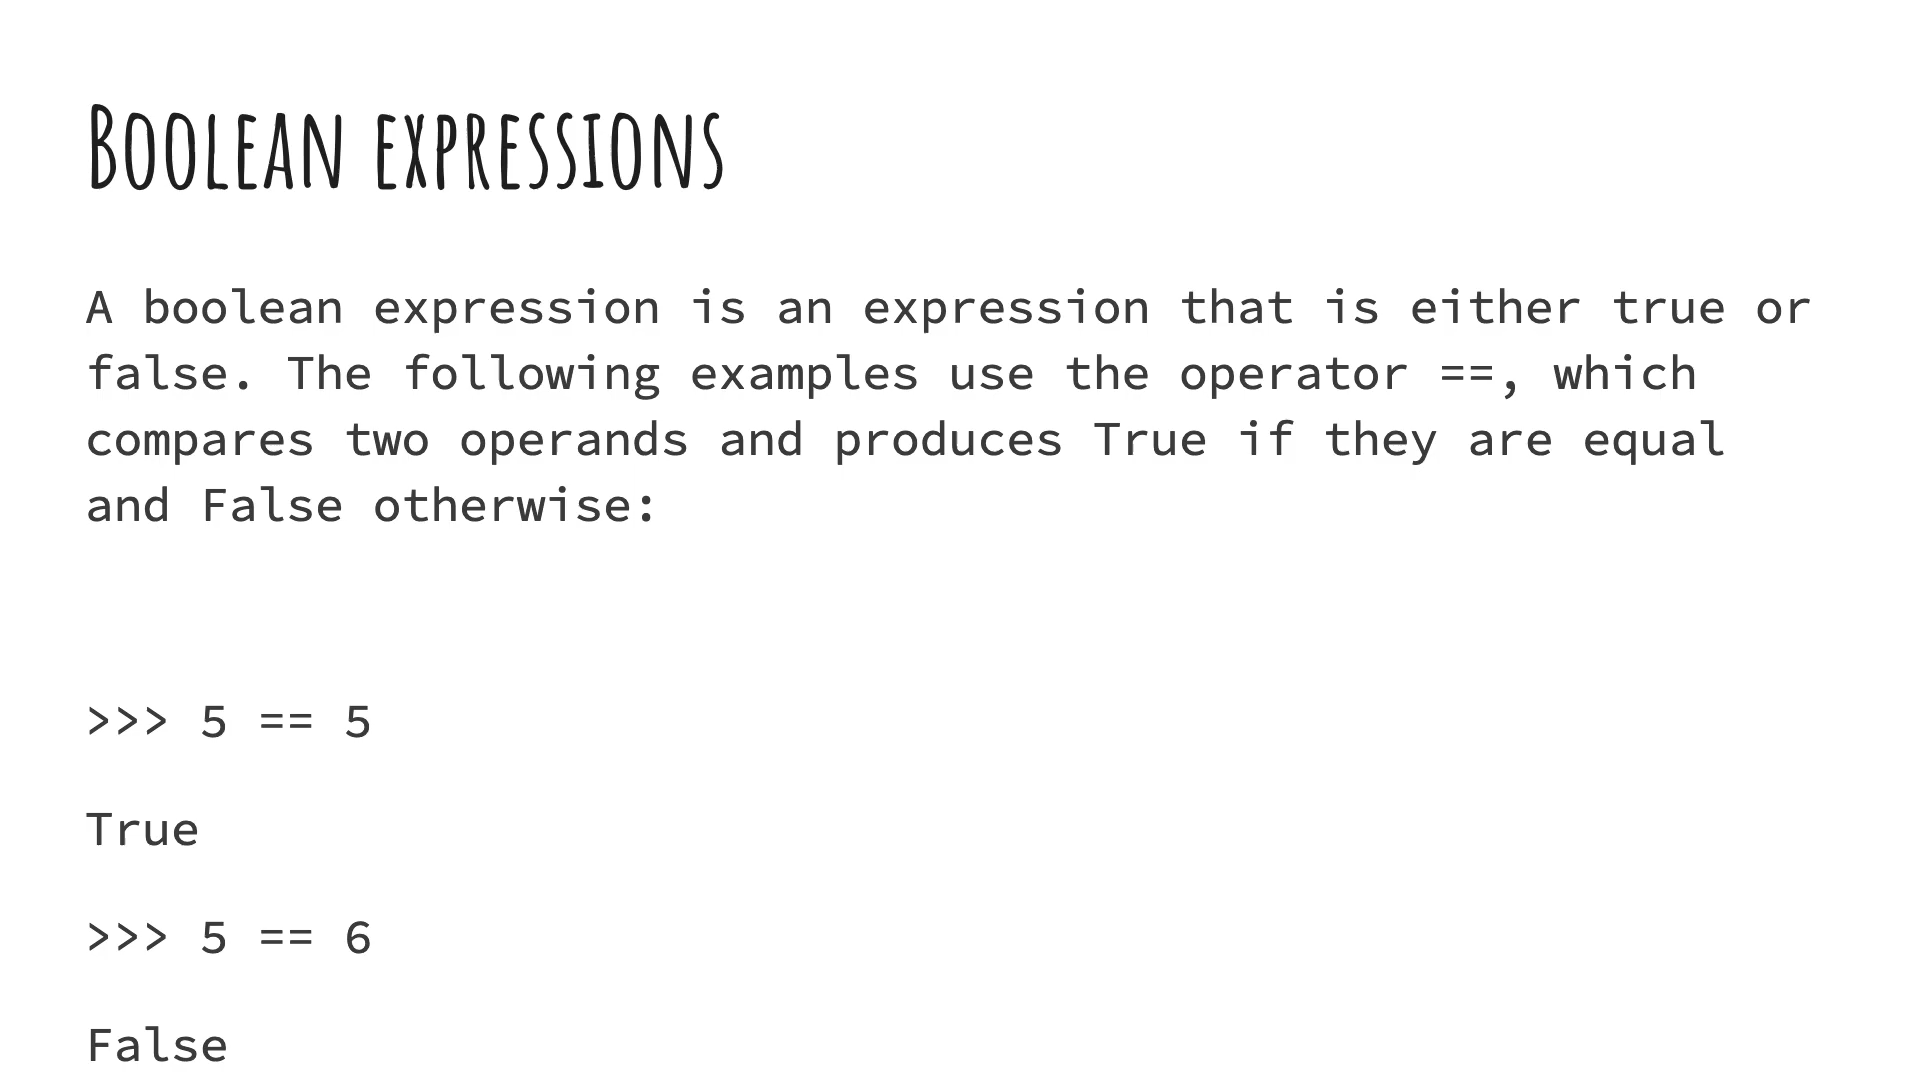 Boolean expressions
A boolean expression is an expression that is either true or
false. The following examples use the operator ==, which
compares two operands and produces True if they are equal
and False otherwise:
>>> 5 == 5
True
>>> 5 == 6
False